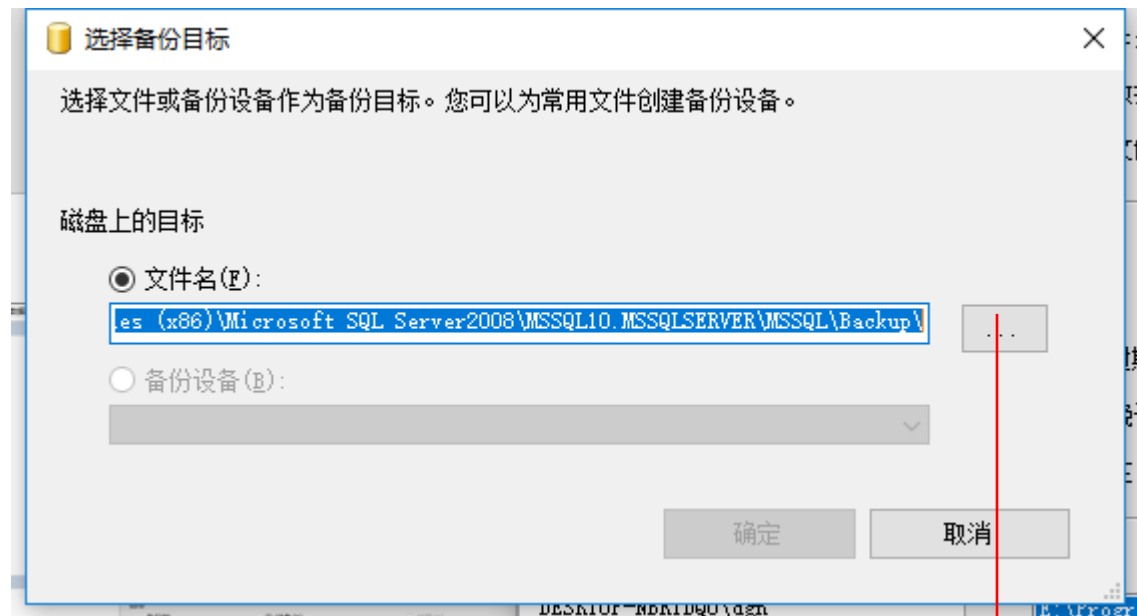 选择备份目标
选择文件或备份设备作为备份目标。您可以为常用文件创建备份设备。
磁盘上的目标
文件名(F):
les (x86)\Microsoft SQL Server2008\MSSQL10.MSSQLSERVER\MSSQL\Backup\
...
备份设备(B):
确定
取消
E:\Progr